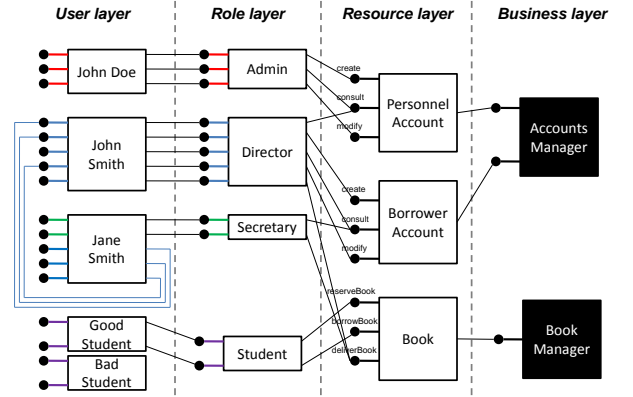 User layer
Role layer
Resource layer
Business layer
John Doe
Admin
create
consult
modify
Personnel
Account
Accounts
Manager
John
Smith
Director
create
consult
modify
Borrower
Account
Jane
Smith
Secretary
Good
Student
Bad
Student
Student
reserveBook
borrowBook
deliverBook
Book
Book
Manager